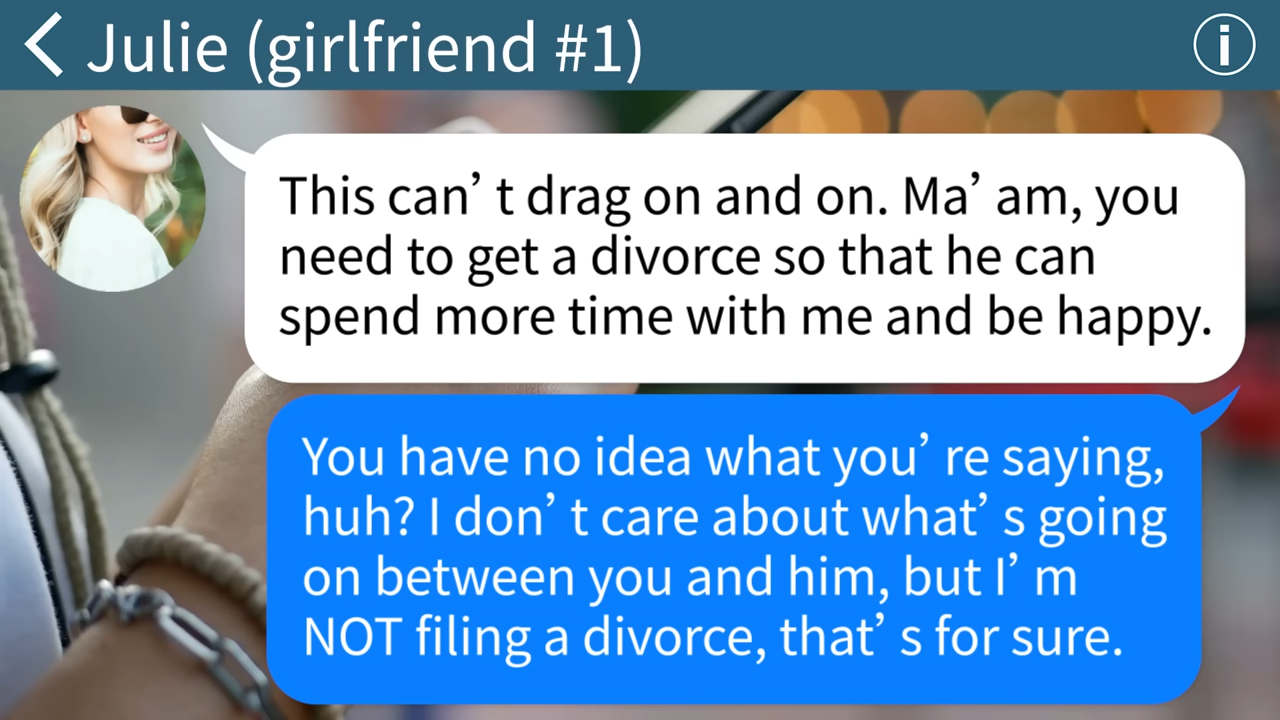 Julie (girlfriend #1)
This can’ t drag on and on. Ma’ am, you
need to get a divorce so that he can
spend more time with me and be happy.
You have no idea what you’ re saying,
huh? I don’ t care about what’ s going
on between you and him, but I’ m
NOT filing a divorce, that’ s for sure.